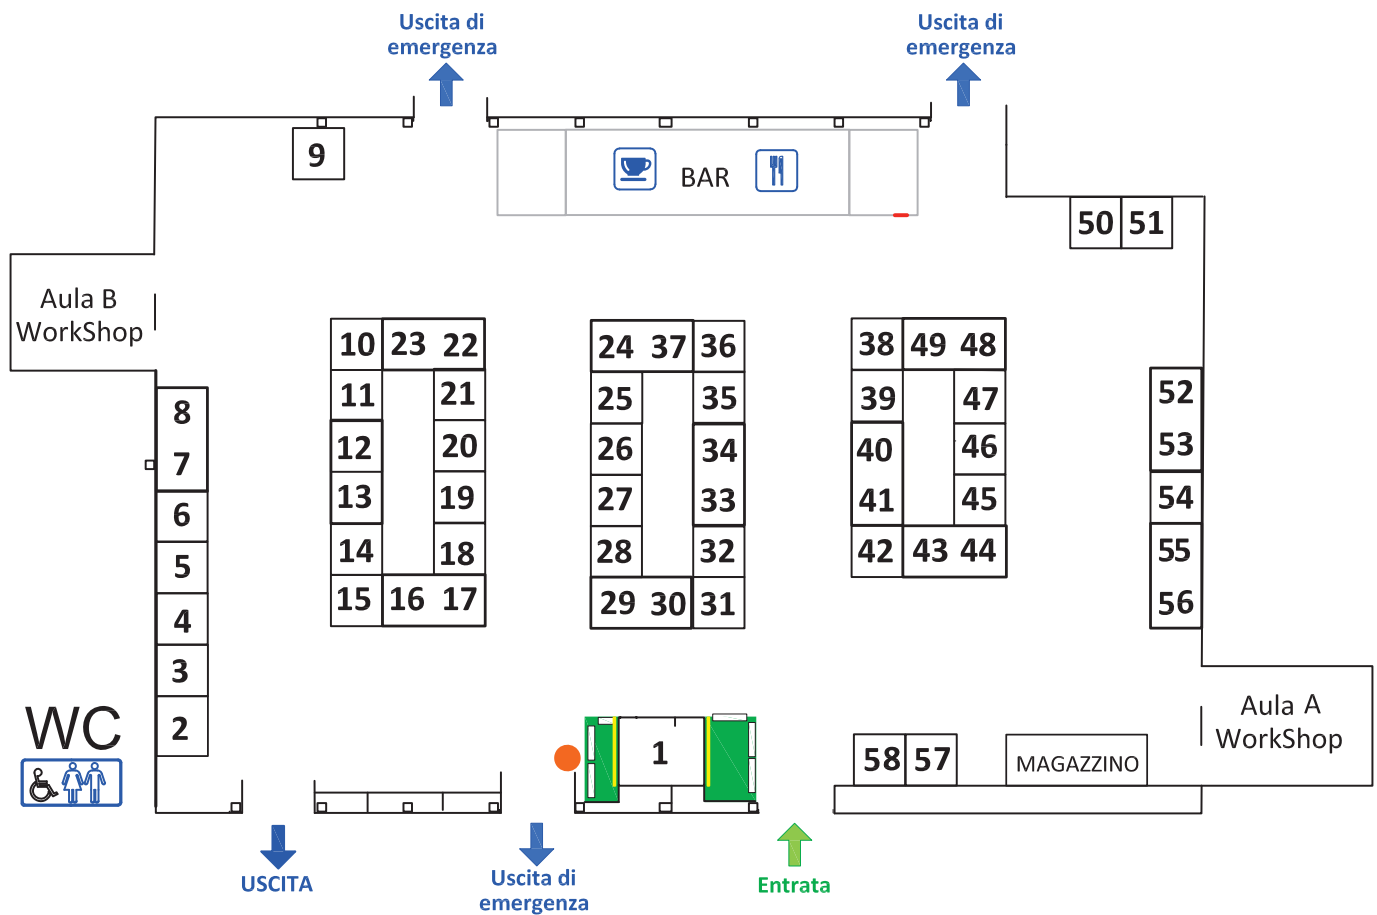 Uscita di
emergenza
Uscita di
emergenza
9
BAR
50 51
Aula B
WorkShop
10 23 22
24 37 36
38 49 48
11 21
25 35
39 47
52
8
12 20
26 34
40 46
53
7
13 19
27 33
41 45
54
6
14 18
28 32
42 43 44
55
5
15 16 17
29 30 31
56
4
3
2
WC
1
Aula A
WorkShop
58 57
MAGAZZINO
USCITA
Uscita di
emergenza
Entrata